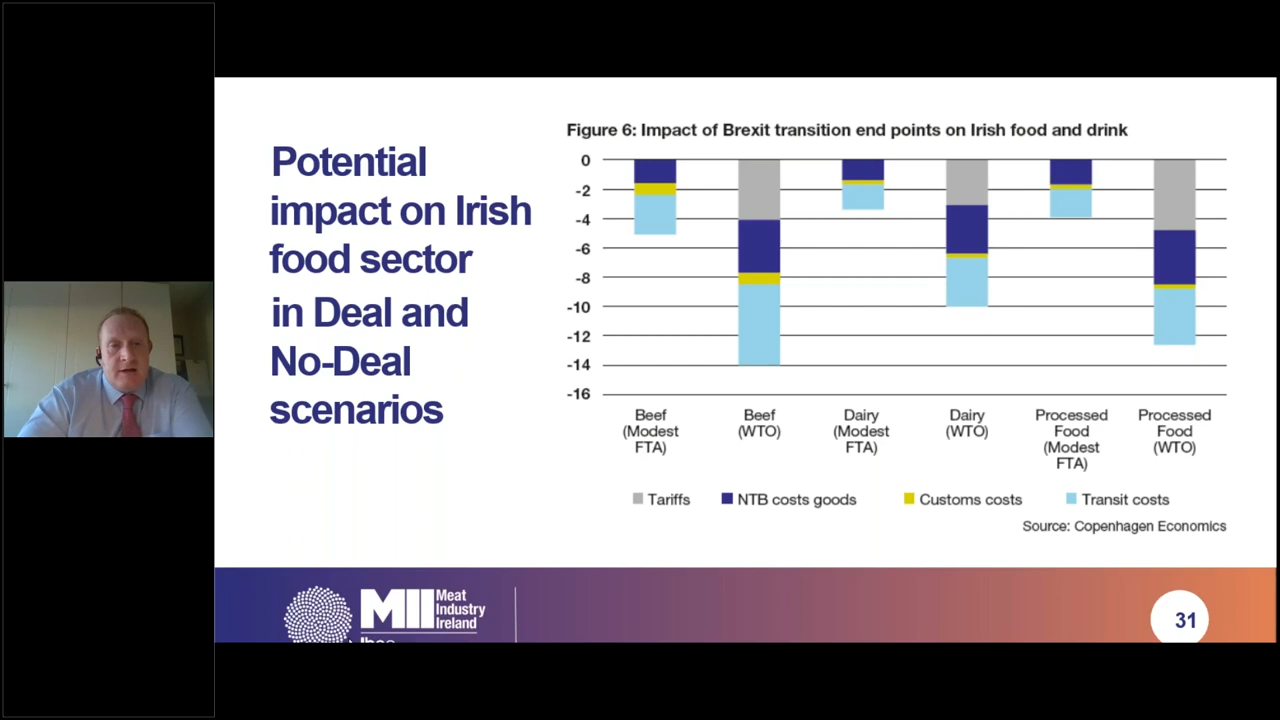 Potential
impact on Irish
food sector
in Deal and
No-Deal
scenarios
Figure 6: Impact of Brexit transition end points on Irish food and drink
0
-2
-4
-6
-8
-10
-12
-14
-16
Beef
(Modest
FTA)
Beef
(WTO)
Dairy
(Modest
FTA)
Dairy
(WTO)
Processed
Food
(Modest
FTA)
Processed
Food
(WTO)
Tariffs
NTB costs goods
Customs costs
Transit costs
Source: Copenhagen Economics
MII
Meat
Industry
Ireland
31